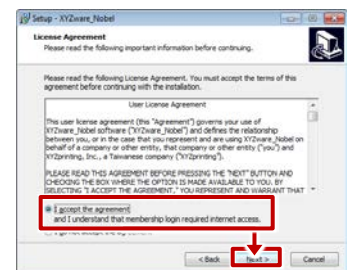 Setup - XYZware_Nobel
License Agreement
Please read the following important information before continuing.
Please read the following License Agreement. You must accept the terms of this
agreement before continuing with the installation.
User License Agreement
This user license agreement (this "Agreement") governs your use of
XYZware_Nobel software ("XYZware_Nobel") and defines the relationship
between you, or in the case that you represent and are using XYZware_Nobel on
behalf of a company or other entity, that company or other entity ("you") and
XYZprinting, Inc., a Taiwanese company ("XYZprinting").
PLEASE READ THIS AGREEMENT BEFORE PRESSING THE "NEXT" BUTTON AND
CHECKING THE BOX WHERE THE OPTION IS MADE AVAILABLE TO YOU. BY
SELECTING "I ACCEPT THE AGREEMENT," YOU REPRESENT AND WARRANT THAT
I accept the agreement
and I understand that membership login required internet access.
< Back
Next >
Cancel